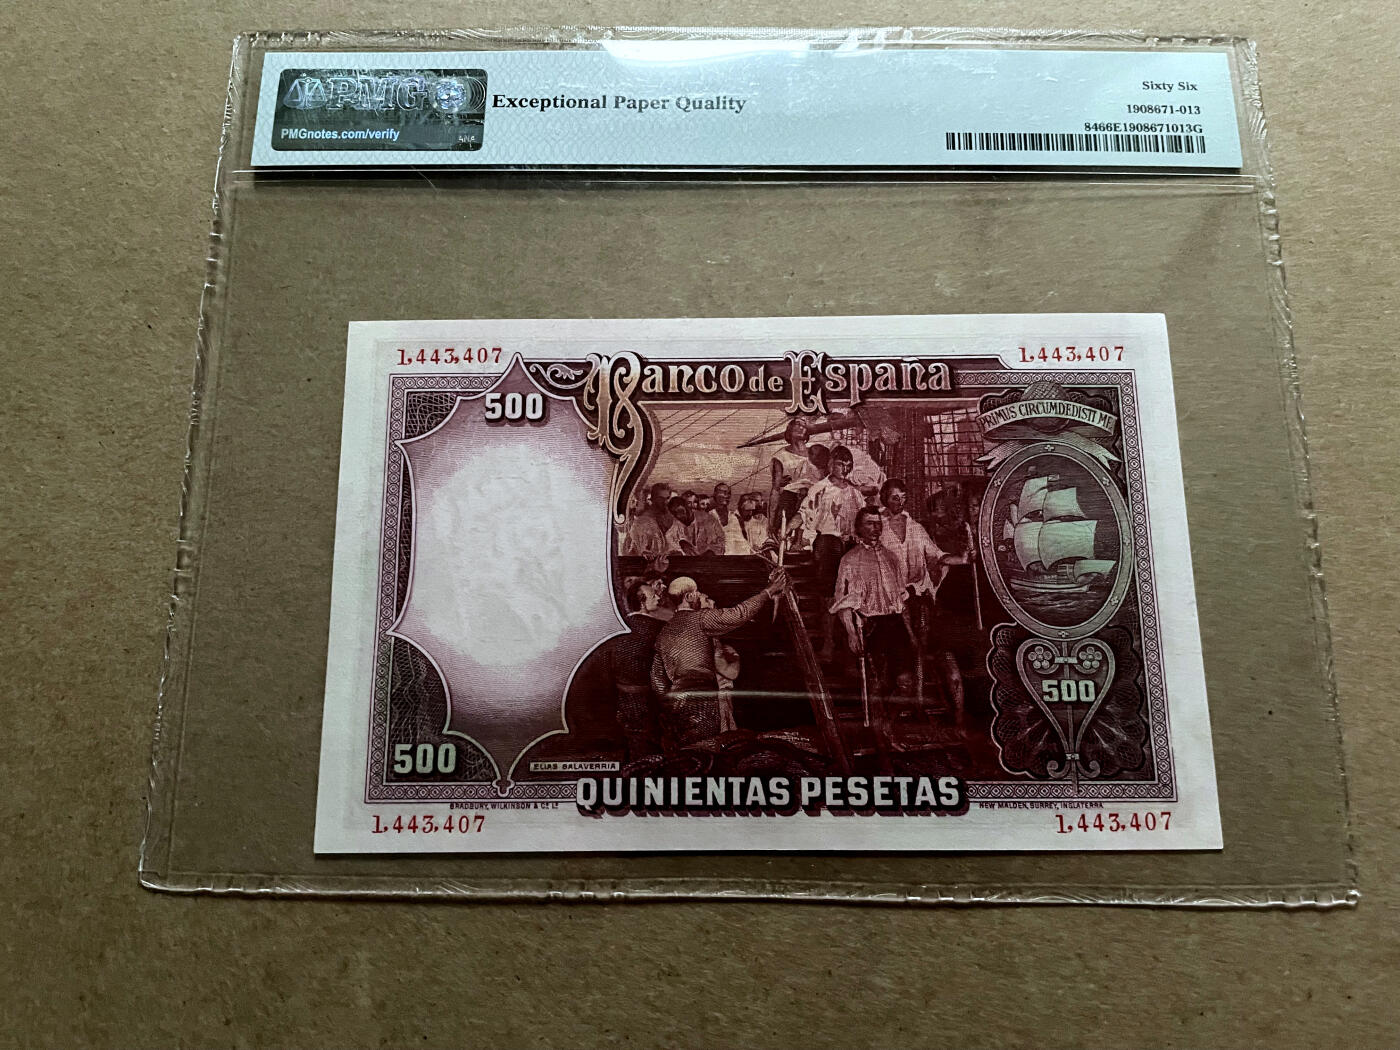 PMG
PMGnotes.com/verify
Exceptional Paper Quality
Sixty Six
1908671-013
8466E1908671013G
1,443,407
1,443,407
500
Banco de España
PRIMUS CIRCUMDEDISTI ME
500
500
ELIAS SALAVERRIA
QUINIENTAS PESETAS
BRADBURY, WILKINSON & Cº Lº
NEW MALDEN, SURREY, INGLATERRA
1,443,407
1,443,407